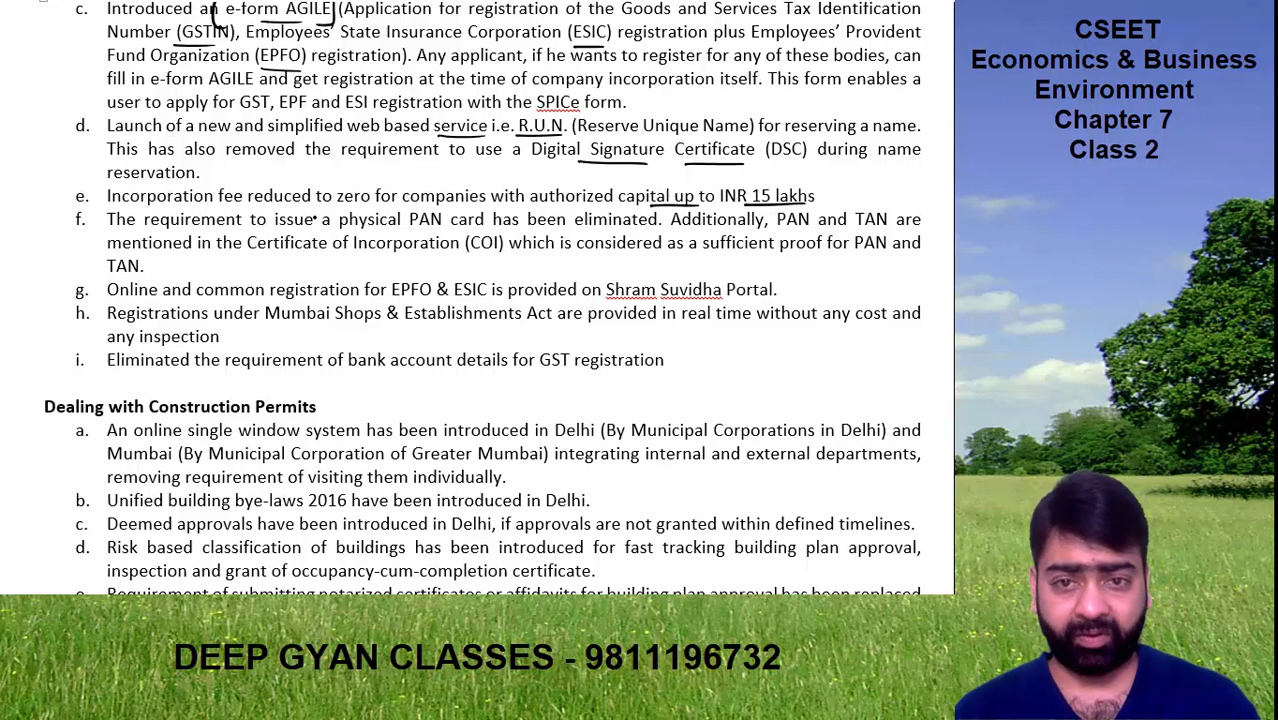 c. Introduced an e-form AGILE (Application for registration of the Goods and Services Tax Identification
Number (GSTIN), Employees' State Insurance Corporation (ESIC) registration plus Employees' Provident
Fund Organization (EPFO) registration). Any applicant, if he wants to register for any of these bodies, can
fill in e-form AGILE and get registration at the time of company incorporation itself. This form enables a
user to apply for GST, EPF and ESI registration with the SPICe form.
d. Launch of a new and simplified web based service i.e. R.U.N. (Reserve Unique Name) for reserving a name.
This has also removed the requirement to use a Digital Signature Certificate (DSC) during name
reservation.
e. Incorporation fee reduced to zero for companies with authorized capital up to INR 15 lakhs
f. The requirement to issue a physical PAN card has been eliminated. Additionally, PAN and TAN are
mentioned in the Certificate of Incorporation (COI) which is considered as a sufficient proof for PAN and
TAN.
g. Online and common registration for EPFO & ESIC is provided on Shram Suvidha Portal.
h. Registrations under Mumbai Shops & Establishments Act are provided in real time without any cost and
any inspection
i. Eliminated the requirement of bank account details for GST registration
Dealing with Construction Permits
a. An online single window system has been introduced in Delhi (By Municipal Corporations in Delhi) and
Mumbai (By Municipal Corporation of Greater Mumbai) integrating internal and external departments,
removing requirement of visiting them individually.
b. Unified building bye-laws 2016 have been introduced in Delhi.
c. Deemed approvals have been introduced in Delhi, if approvals are not granted within defined timelines.
d. Risk based classification of buildings has been introduced for fast tracking building plan approval,
inspection and grant of occupancy-cum-completion certificate.
e. Requirement of submitting notarized certificates or affidavits for building plan approval has been replaced
CSEET
Economics & Business
Environment
Chapter 7
Class 2
DEEP GYAN CLASSES - 9811196732